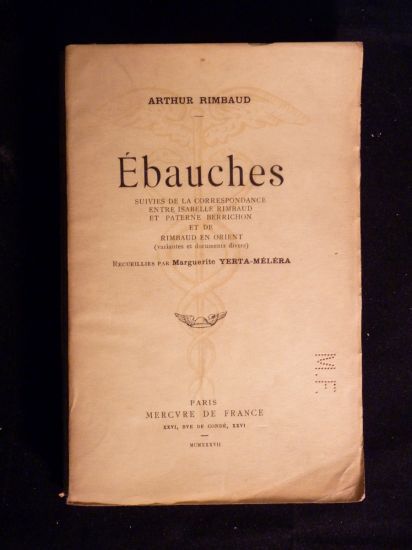 ARTHUR RIMBAUD
Ébauches
SUIVIES DE LA CORRESPONDANCE
ENTRE ISABELLE RIMBAUD
ET PATERNE BERRICHON
ET DE
RIMBAUD EN ORIENT
(variantes et documents divers)
RECUEILLIES PAR Marguerite YERTA-MÉLÉRA
M.F.
PARIS
MERCVRE DE FRANCE
XXVI, RVE DE CONDÉ, XXVI
MCMXXXVII